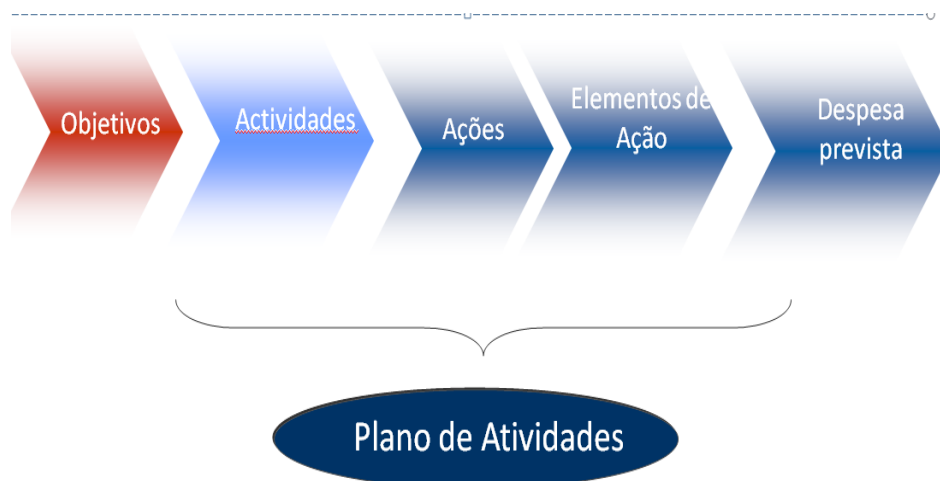 Objetivos
Actividades
Ações
Elementos de
Ação
Despesa
prevista
Plano de Atividades